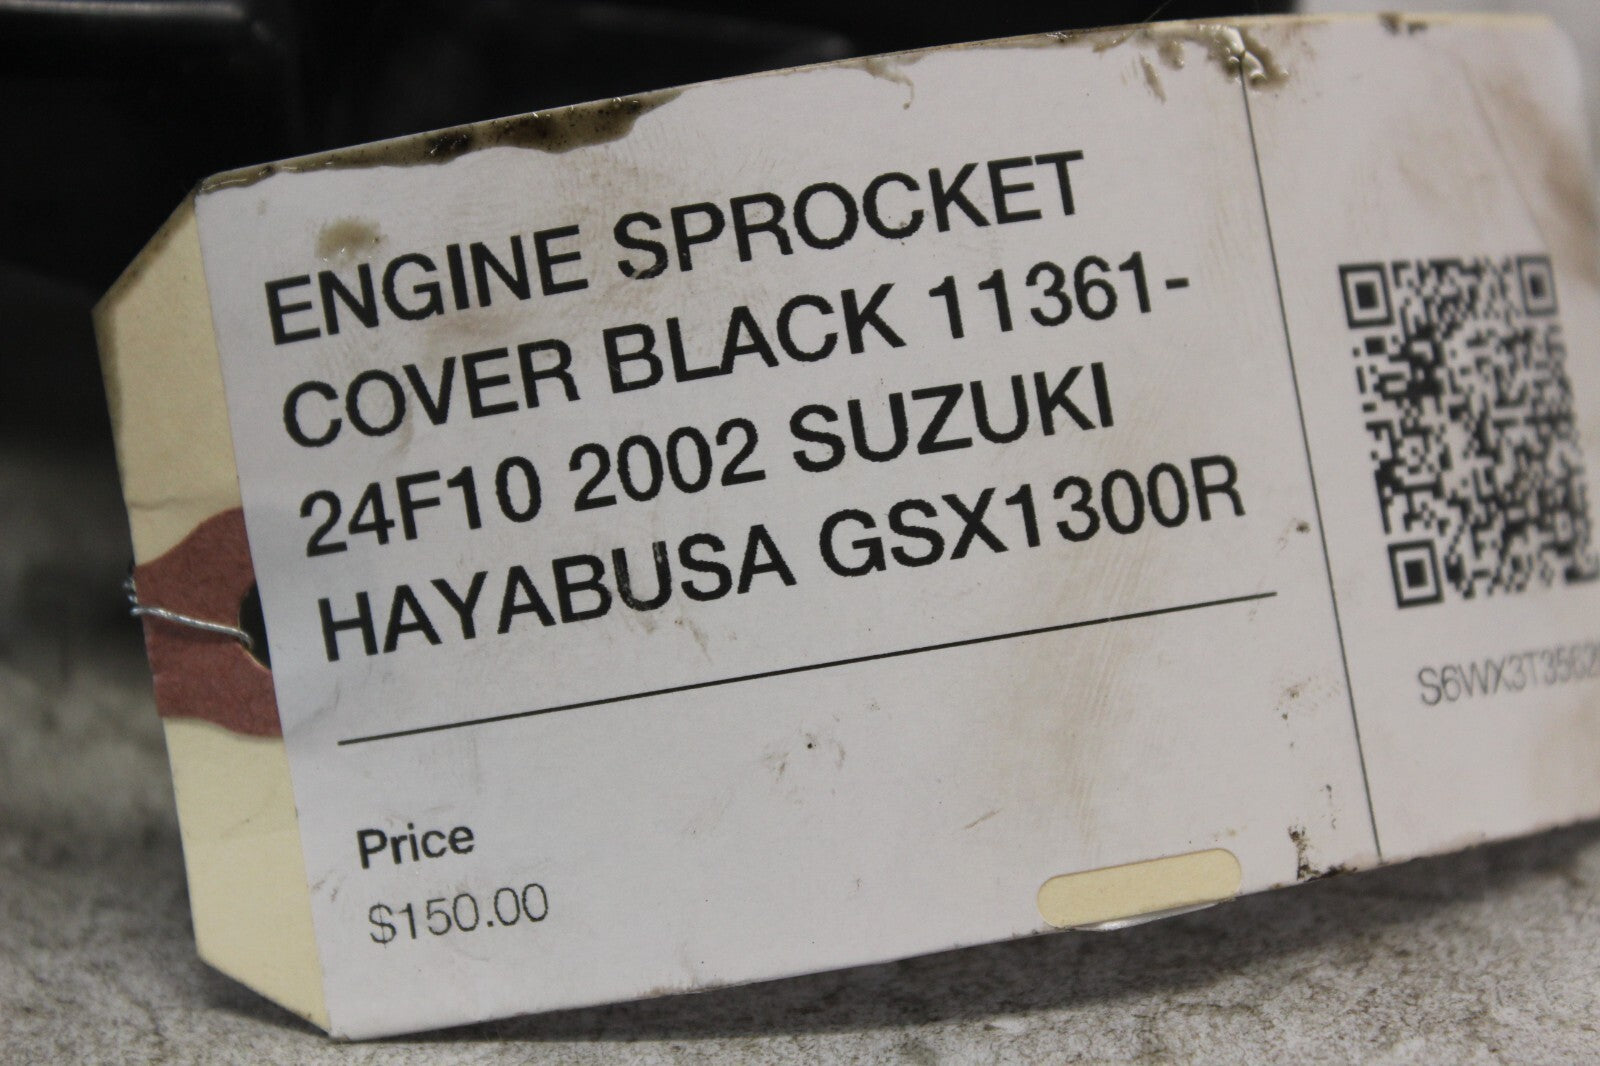 ENGINE SPROCKET
COVER BLACK 11361-
24F10 2002 SUZUKI
HAYABUSA GSX1300R
Price
$150.00